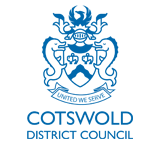 UNITED WE SERVE
COTSWOLD
DISTRICT COUNCIL